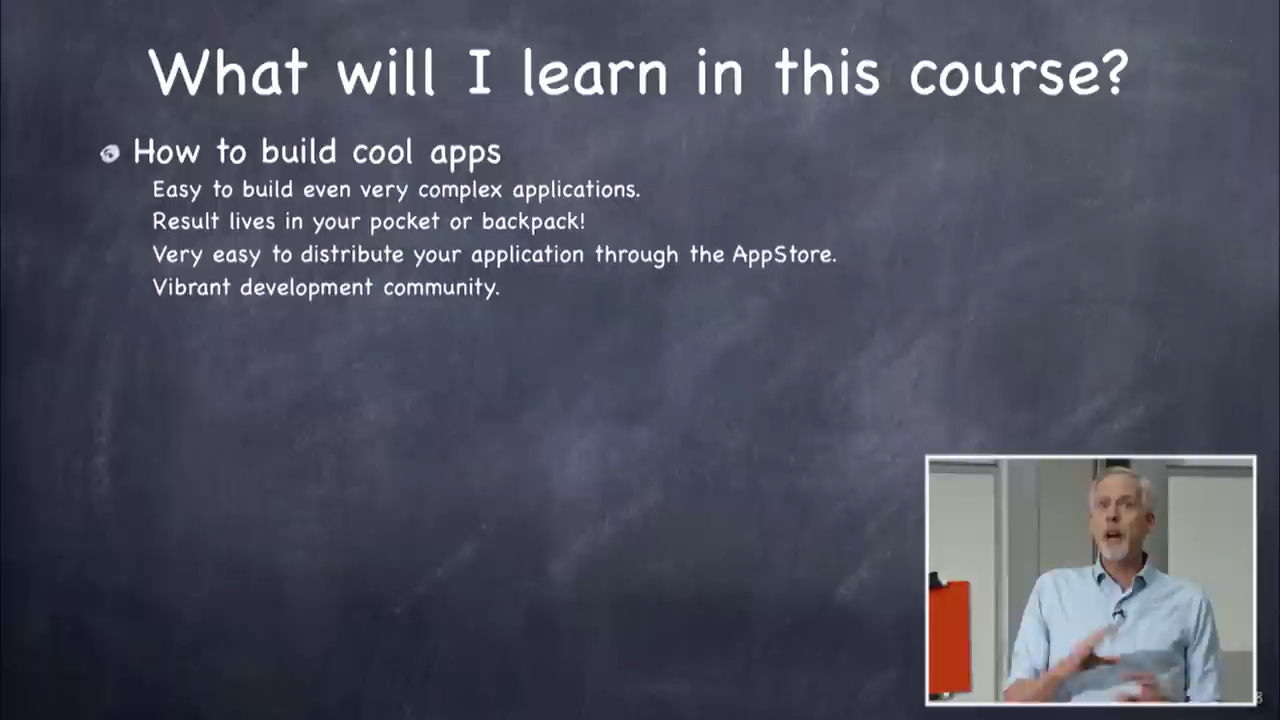 What will I learn in this course?
How to build cool apps
Easy to build even very complex applications.
Result lives in your pocket or backpack!
Very easy to distribute your application through the AppStore.
Vibrant development community.